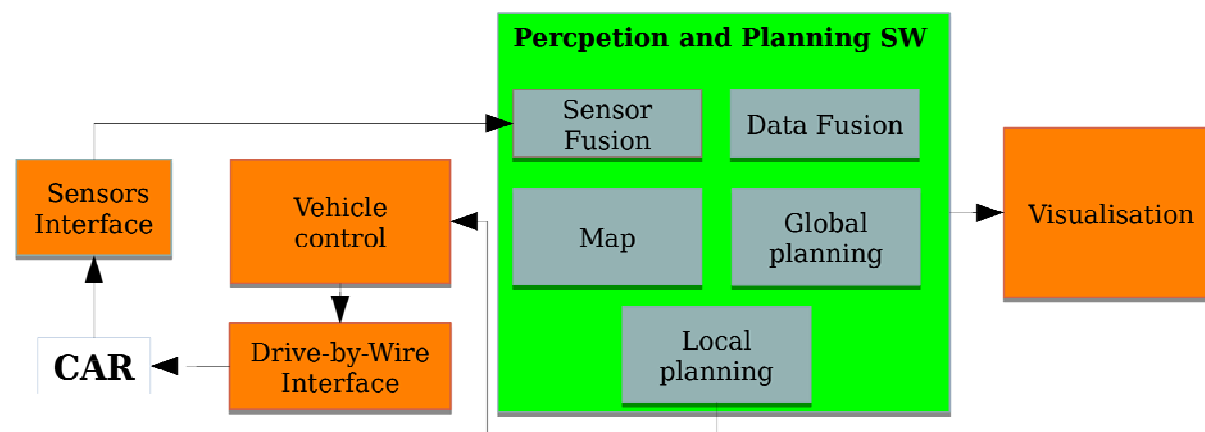 Percpetion and Planning SW
Sensor
Fusion
Data Fusion
Sensors
Interface
Vehicle
control
Map
Global
planning
Visualisation
CAR
Drive-by-Wire
Interface
Local
planning